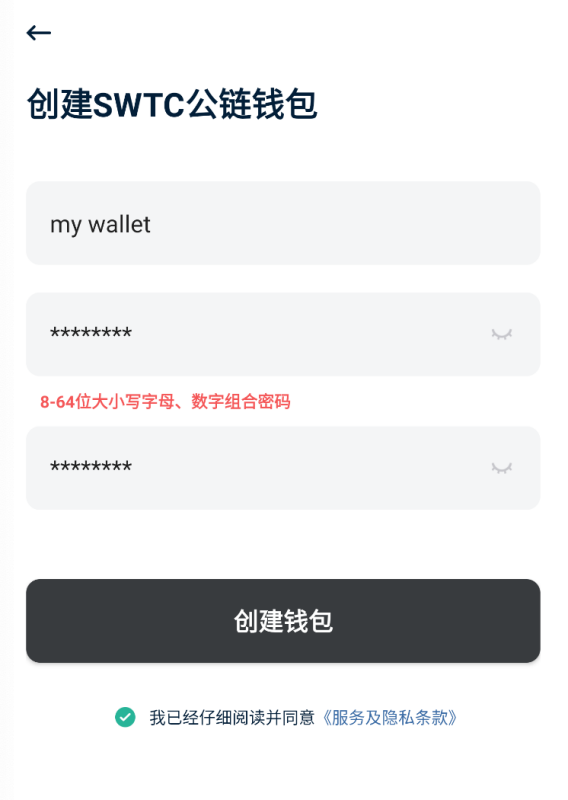 创建SWTC公链钱包
my wallet
********
8-64位大小写字母、数字组合密码
********
创建钱包
我已经仔细阅读并同意《服务及隐私条款》